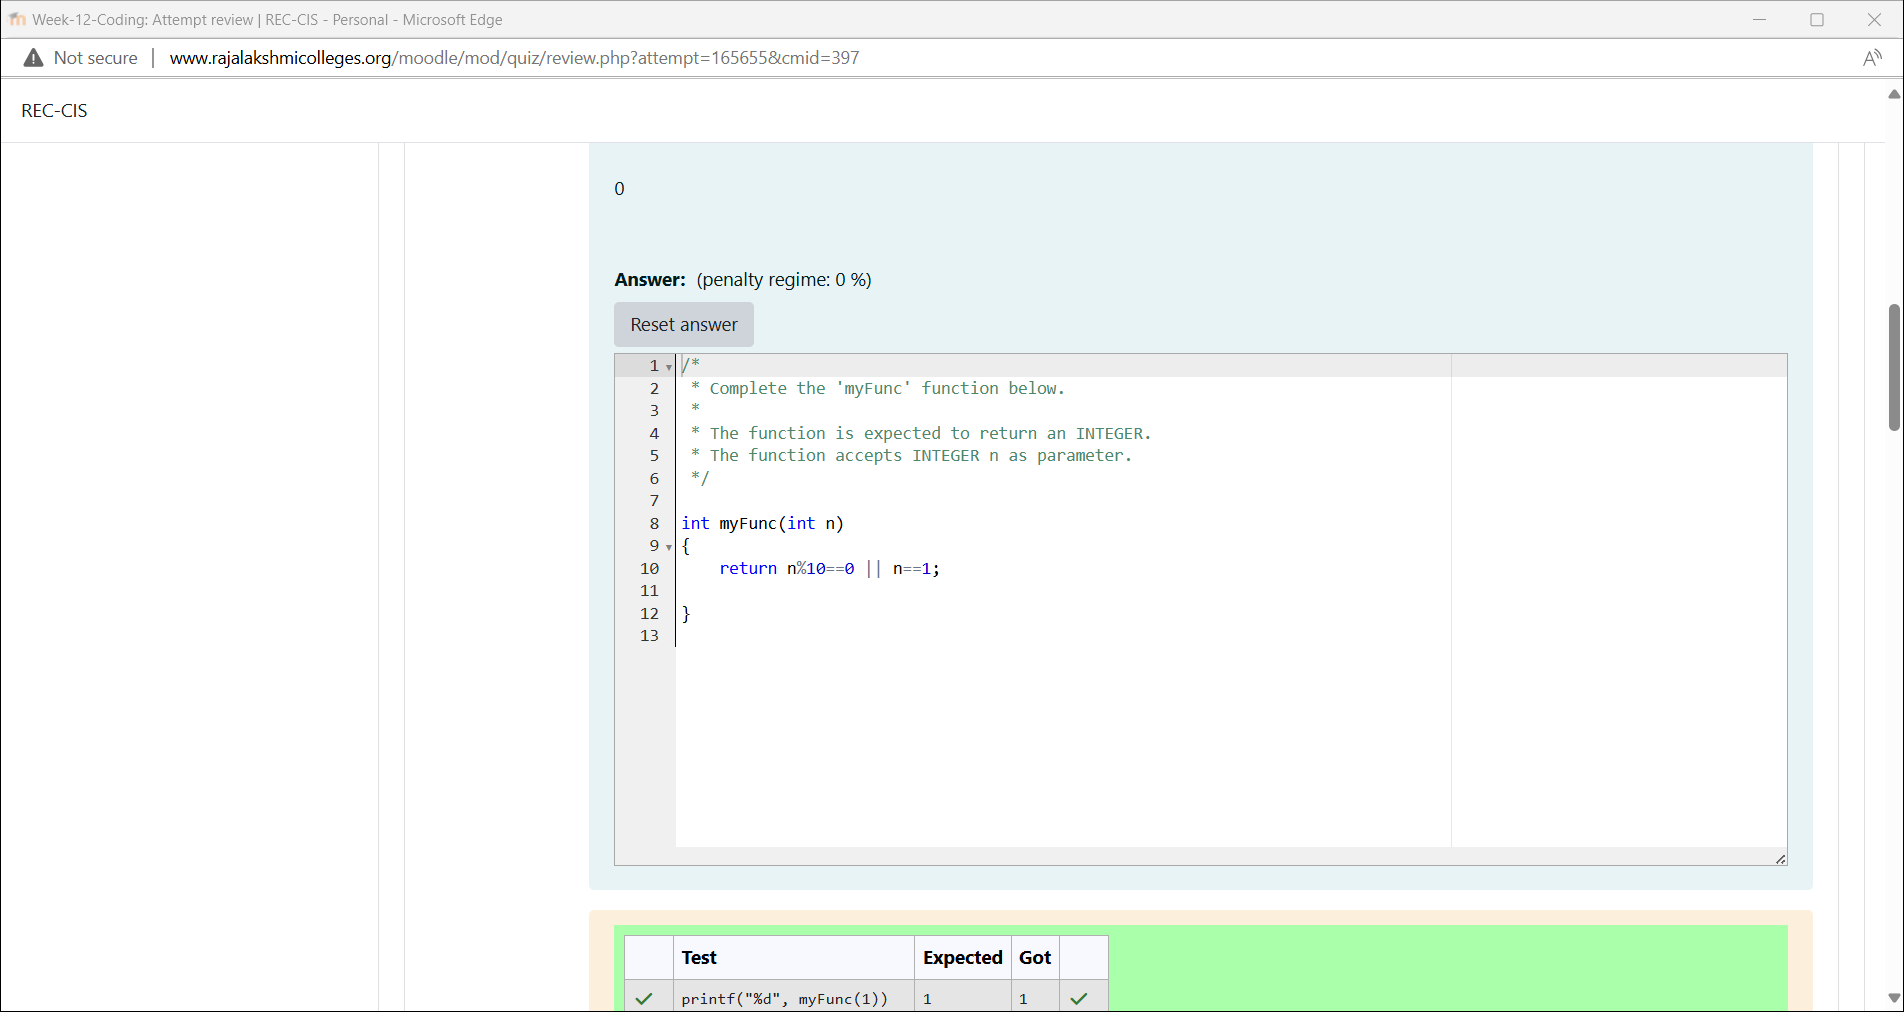 Week-12-Coding: Attempt review | REC-CIS - Personal - Microsoft Edge
Not secure | www.rajalakshmicolleges.org/moodle/mod/quiz/review.php?attempt=165655&cmid=397
REC-CIS
0
Answer: (penalty regime: 0 %)
Reset answer
1 /*
2  * Complete the 'myFunc' function below.
3  *
4  * The function is expected to return an INTEGER.
5  * The function accepts INTEGER n as parameter.
6  */
7
8 int myFunc(int n)
9 {
10     return n%10==0 || n==1;
11
12 }
13
Test Expected Got
printf("%d", myFunc(1)) 1 1